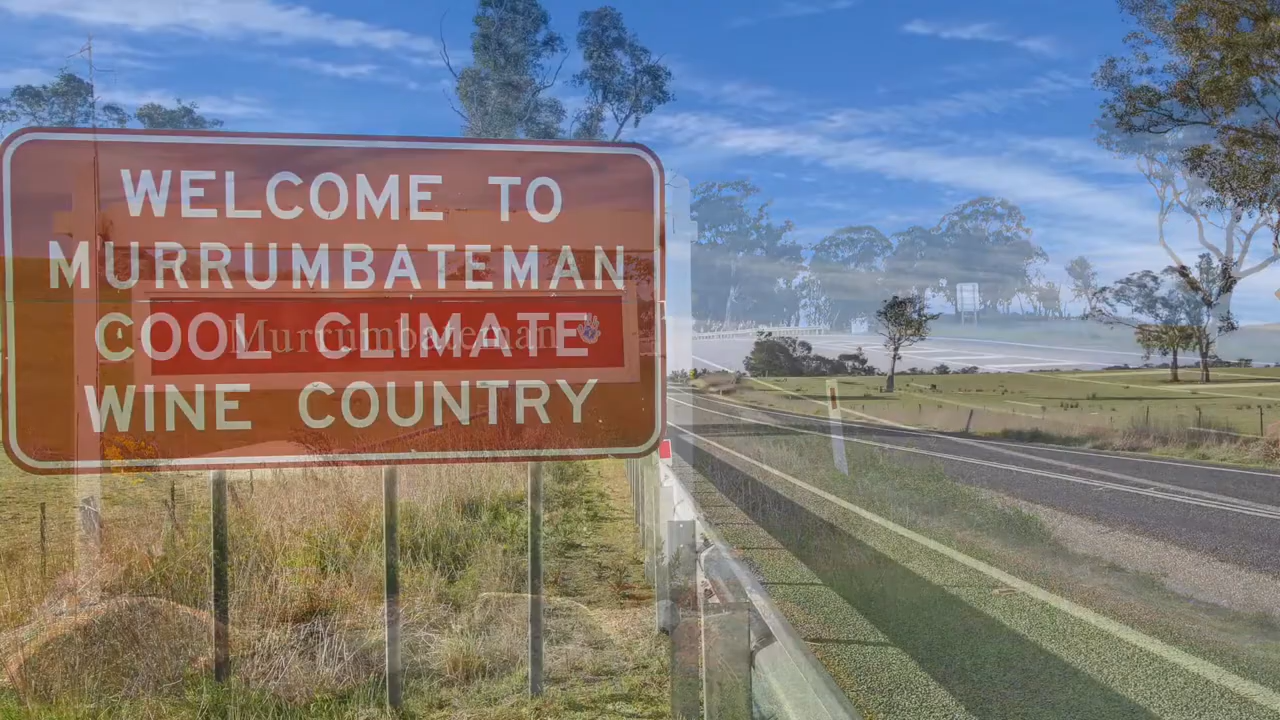 WELCOME TO
MURRUMBATEMAN
COOL CLIMATE
Murrumbateman
WINE COUNTRY